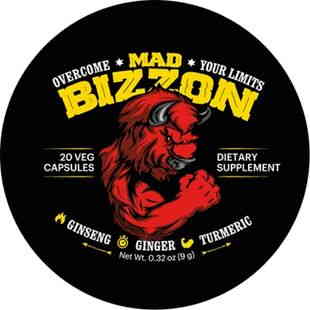 OVERCOME * MAD * YOUR LIMITS
BIZZON
20 VEG
CAPSULES
DIETARY
SUPPLEMENT
GINSENG GINGER TURMERIC
Net Wt. 0.32 oz (9 g)